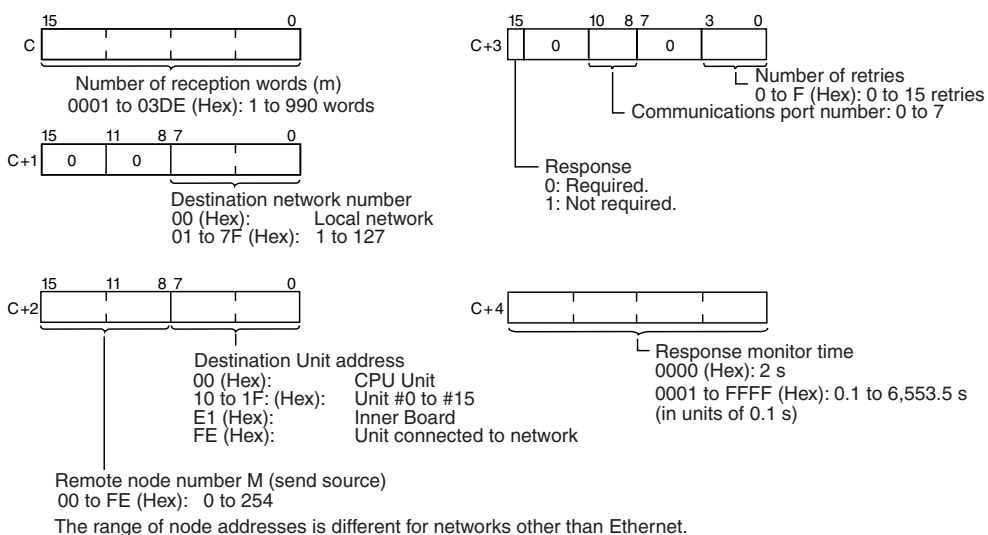 15 0
C
Number of reception words (m)
0001 to 03DE (Hex): 1 to 990 words
15 11 8 7 0
C+1 0 0
Destination network number
00 (Hex): Local network
01 to 7F (Hex): 1 to 127
15 11 8 7 0
C+2
Destination Unit address
00 (Hex): CPU Unit
10 to 1F: (Hex): Unit #0 to #15
E1 (Hex): Inner Board
FE (Hex): Unit connected to network
Remote node number M (send source)
00 to FE (Hex): 0 to 254
The range of node addresses is different for networks other than Ethernet.
15 10 8 7 3 0
C+3 0 0
Number of retries
0 to F (Hex): 0 to 15 retries
Communications port number: 0 to 7
Response
0: Required.
1: Not required.
C+4
Response monitor time
0000 (Hex): 2 s
0001 to FFFF (Hex): 0.1 to 6,553.5 s
(in units of 0.1 s)